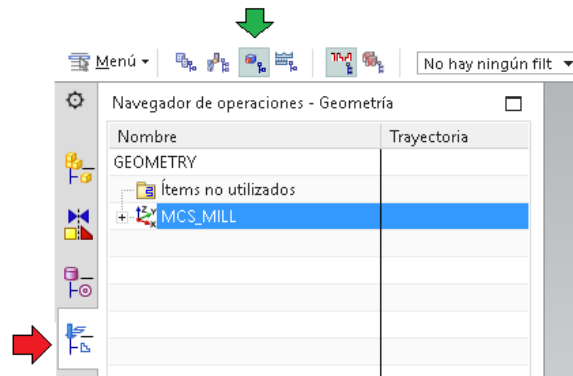 Menú
No hay ningún filt
Navegador de operaciones - Geometría
Nombre Trayectoria
GEOMETRY
Ítems no utilizados
MCS_MILL